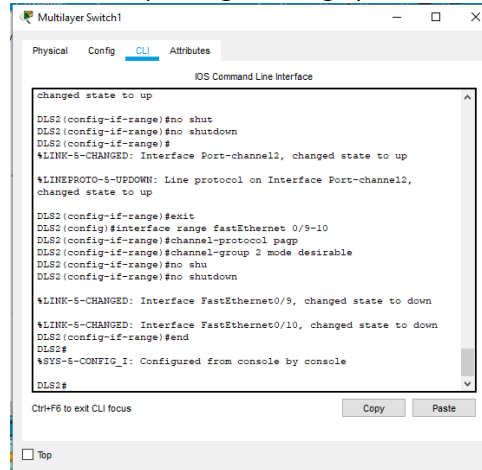 Multilayer Switch1
Physical Config CLI Attributes
IOS Command Line Interface
changed state to up
DLS2(config-if-range)#no shut
DLS2(config-if-range)#no shutdown
DLS2(config-if-range)#
%LINK-5-CHANGED: Interface Port-channel2, changed state to up
%LINEPROTO-5-UPDOWN: Line protocol on Interface Port-channel2,
changed state to up
DLS2(config-if-range)#exit
DLS2(config)#interface range fastEthernet 0/9-10
DLS2(config-if-range)#channel-protocol pagp
DLS2(config-if-range)#channel-group 2 mode desirable
DLS2(config-if-range)#no shu
DLS2(config-if-range)#no shutdown
%LINK-5-CHANGED: Interface FastEthernet0/9, changed state to down
%LINK-5-CHANGED: Interface FastEthernet0/10, changed state to down
DLS2(config-if-range)#end
DLS2#
%SYS-5-CONFIG_I: Configured from console by console
DLS2#
Ctrl+F6 to exit CLI focus
Copy Paste
Top